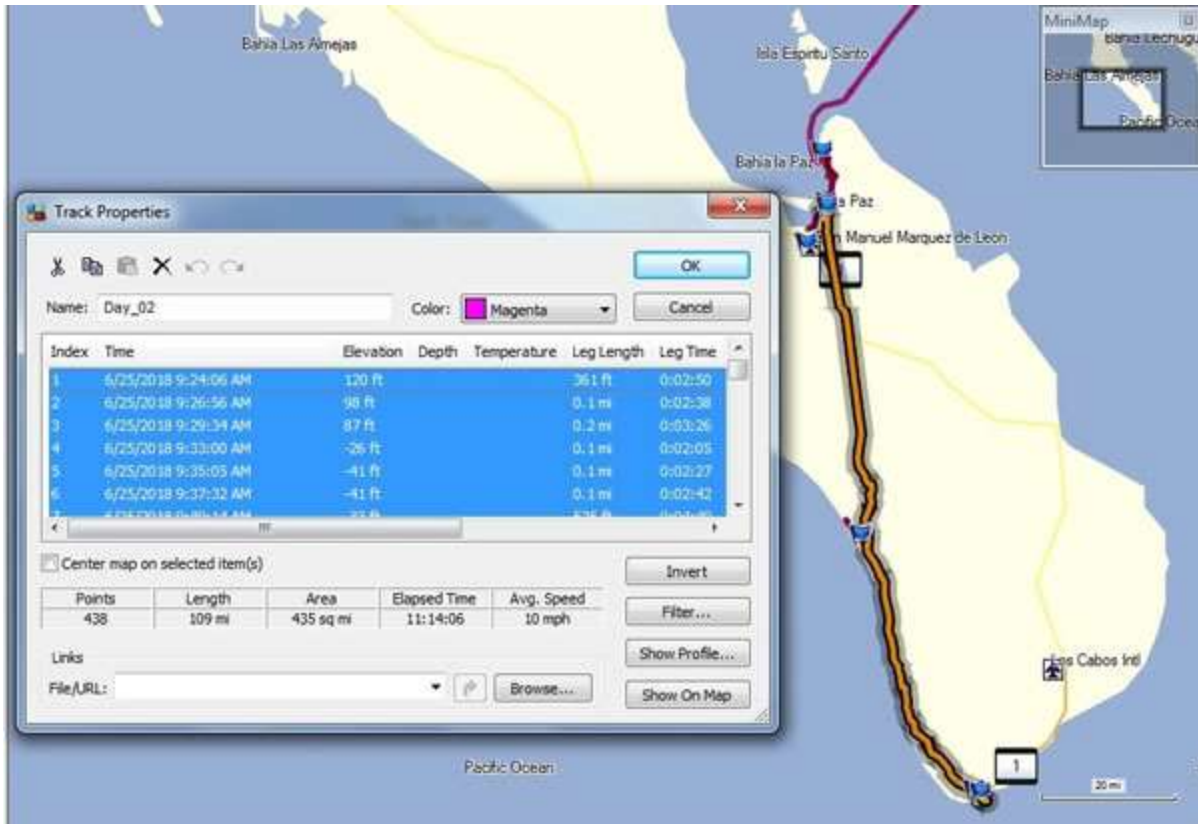 Bahia Las Almejas
Isla Espiritu Santo
MiniMap
Bahia Lechugu
Bahia Las Almejas
Pacific Ocea
Bahia la Paz
a Paz
Manuel Marquez de Leon
Track Properties
OK
Name: Day_02 Color: Magenta Cancel
Index Time Elevation Depth Temperature Leg Length Leg Time
1 6/25/2018 9:24:06 AM 120 ft 361 ft 0:02:50
2 6/25/2018 9:26:56 AM 98 ft 0.1 mi 0:02:38
3 6/25/2018 9:29:34 AM 87 ft 0.2 mi 0:03:26
4 6/25/2018 9:33:00 AM -26 ft 0.1 mi 0:02:05
5 6/25/2018 9:35:05 AM -41 ft 0.1 mi 0:02:27
6 6/25/2018 9:37:32 AM -41 ft 0.1 mi 0:02:42
Center map on selected item(s)
Invert
Points Length Area Elapsed Time Avg. Speed
438 109 mi 435 sq mi 11:14:06 10 mph
Filter...
Links
Show Profile...
File/URL: Browse...
Show On Map
Los Cabos Intl
Pacific Ocean
1
20 mi